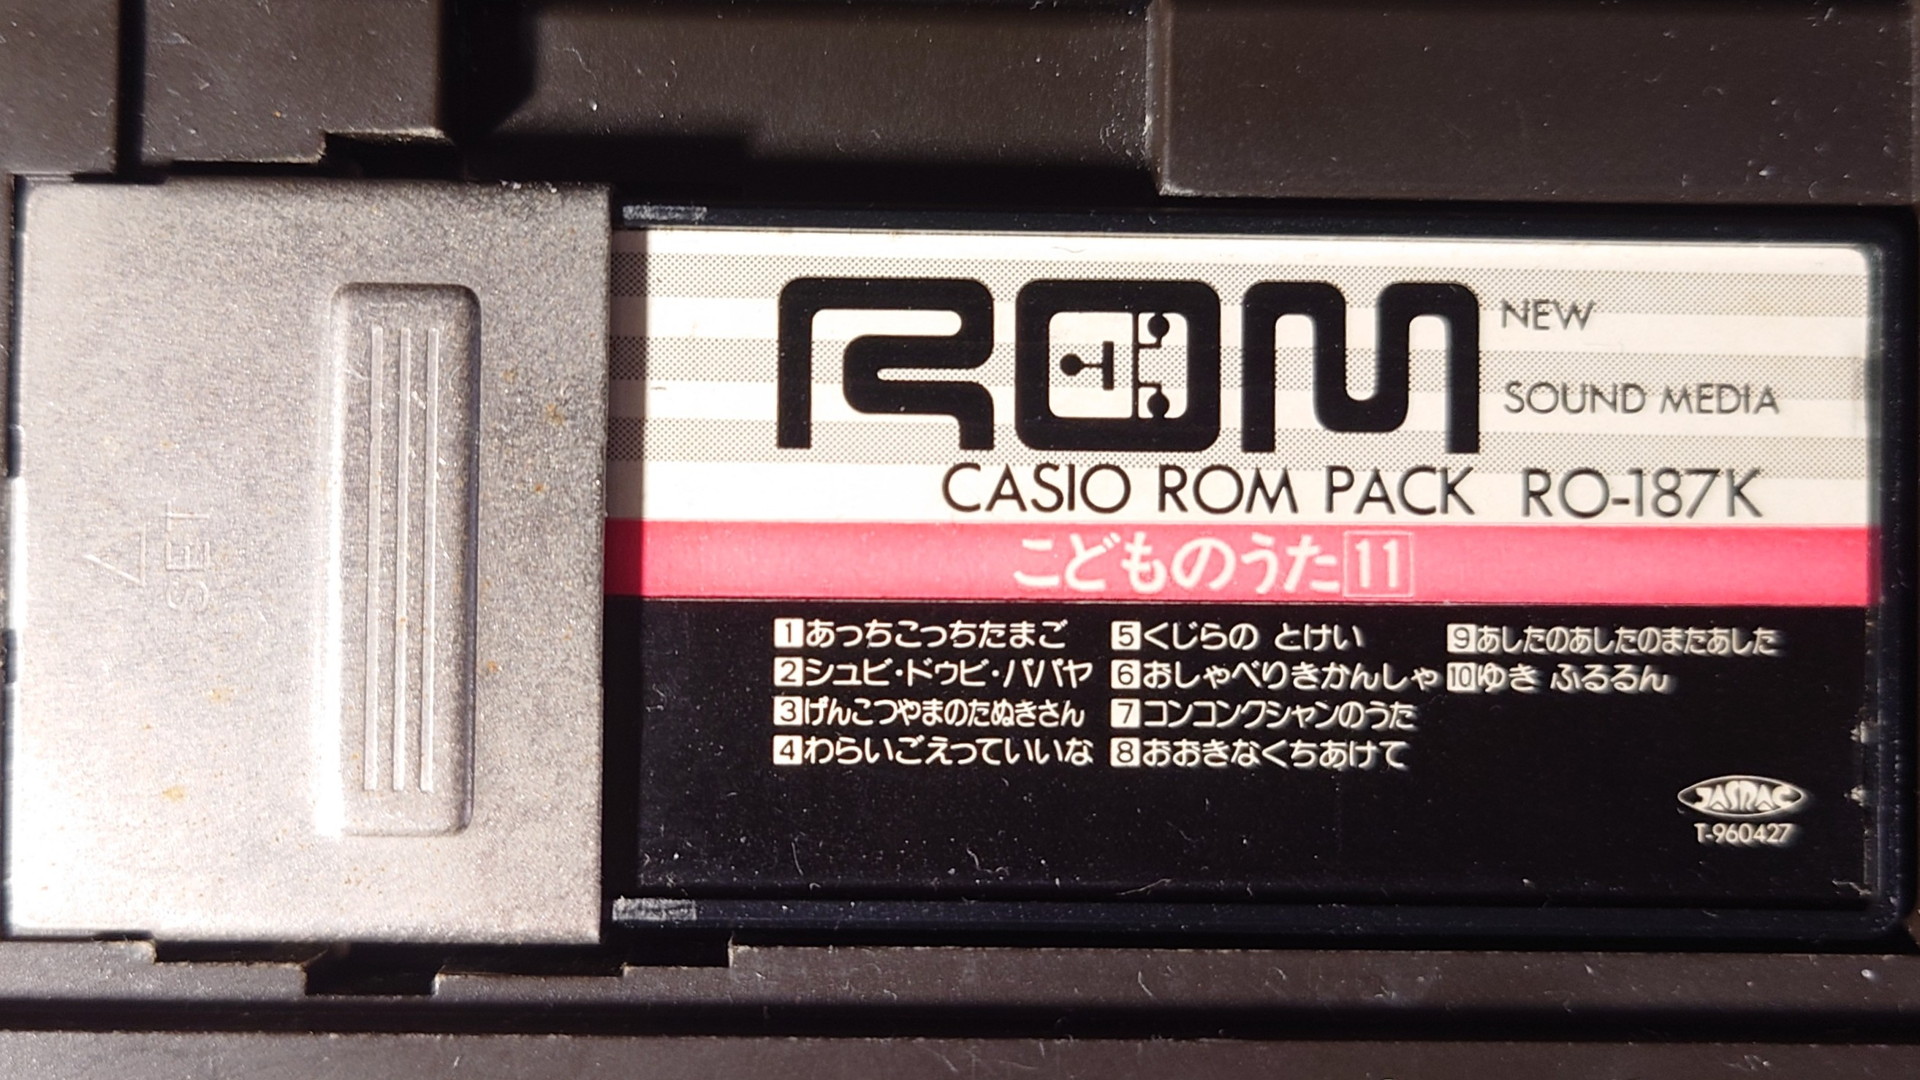 ROM
NEW
SOUND MEDIA
CASIO ROM PACK RO-187K
こどものうた11
1あっちこっちたまご
2シュビ・ドゥビ・パパヤ
3げんこつやまのたぬきさん
4わらいごえっていいな
5くじらの とけい
6おしゃべりきかんしゃ
7コンコンクシャンのうた
8おおきなくちあけて
9あしたのあしたのまたあした
10ゆき ふるるん
JASRAC
T-960427
SET